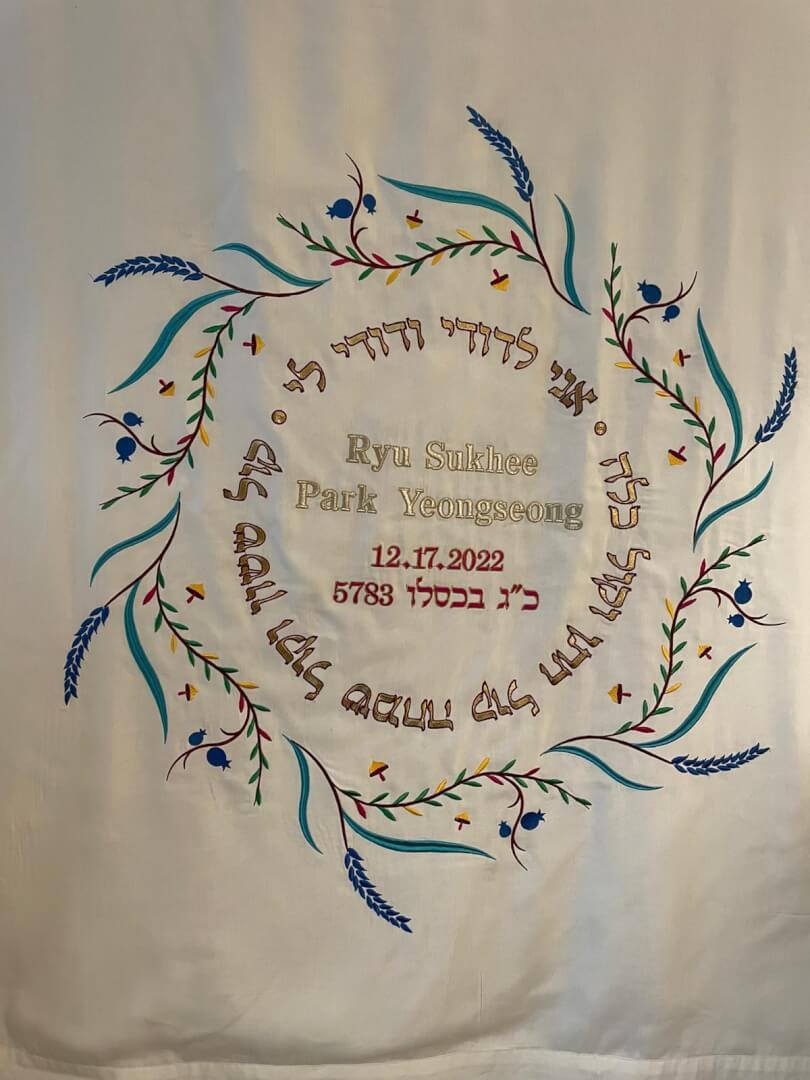 אני לדודי ודודי לי •
קול ששון וקול שמחה קול חתן וקול כלה •
Ryu Sukhee
Park Yeongseong
12.17.2022
כ״ג בכסלו 5783